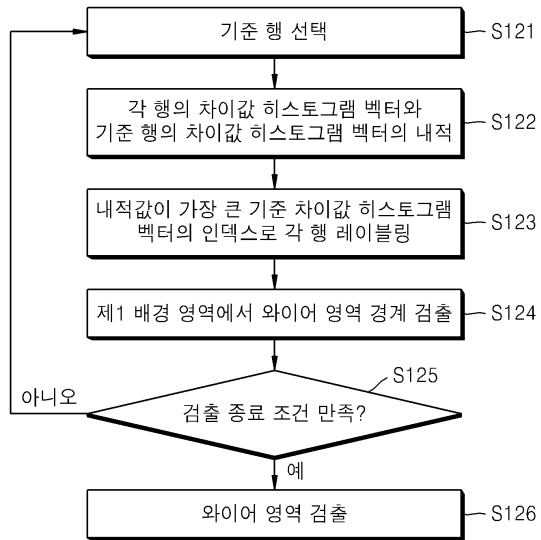 기준 행 선택
S121
각 행의 차이값 히스토그램 벡터와
기준 행의 차이값 히스토그램 벡터의 내적
S122
내적값이 가장 큰 기준 차이값 히스토그램
벡터의 인덱스로 각 행 레이블링
S123
제1 배경 영역에서 와이어 영역 경계 검출
S124
S125
검출 종료 조건 만족?
아니오
예
와이어 영역 검출
S126